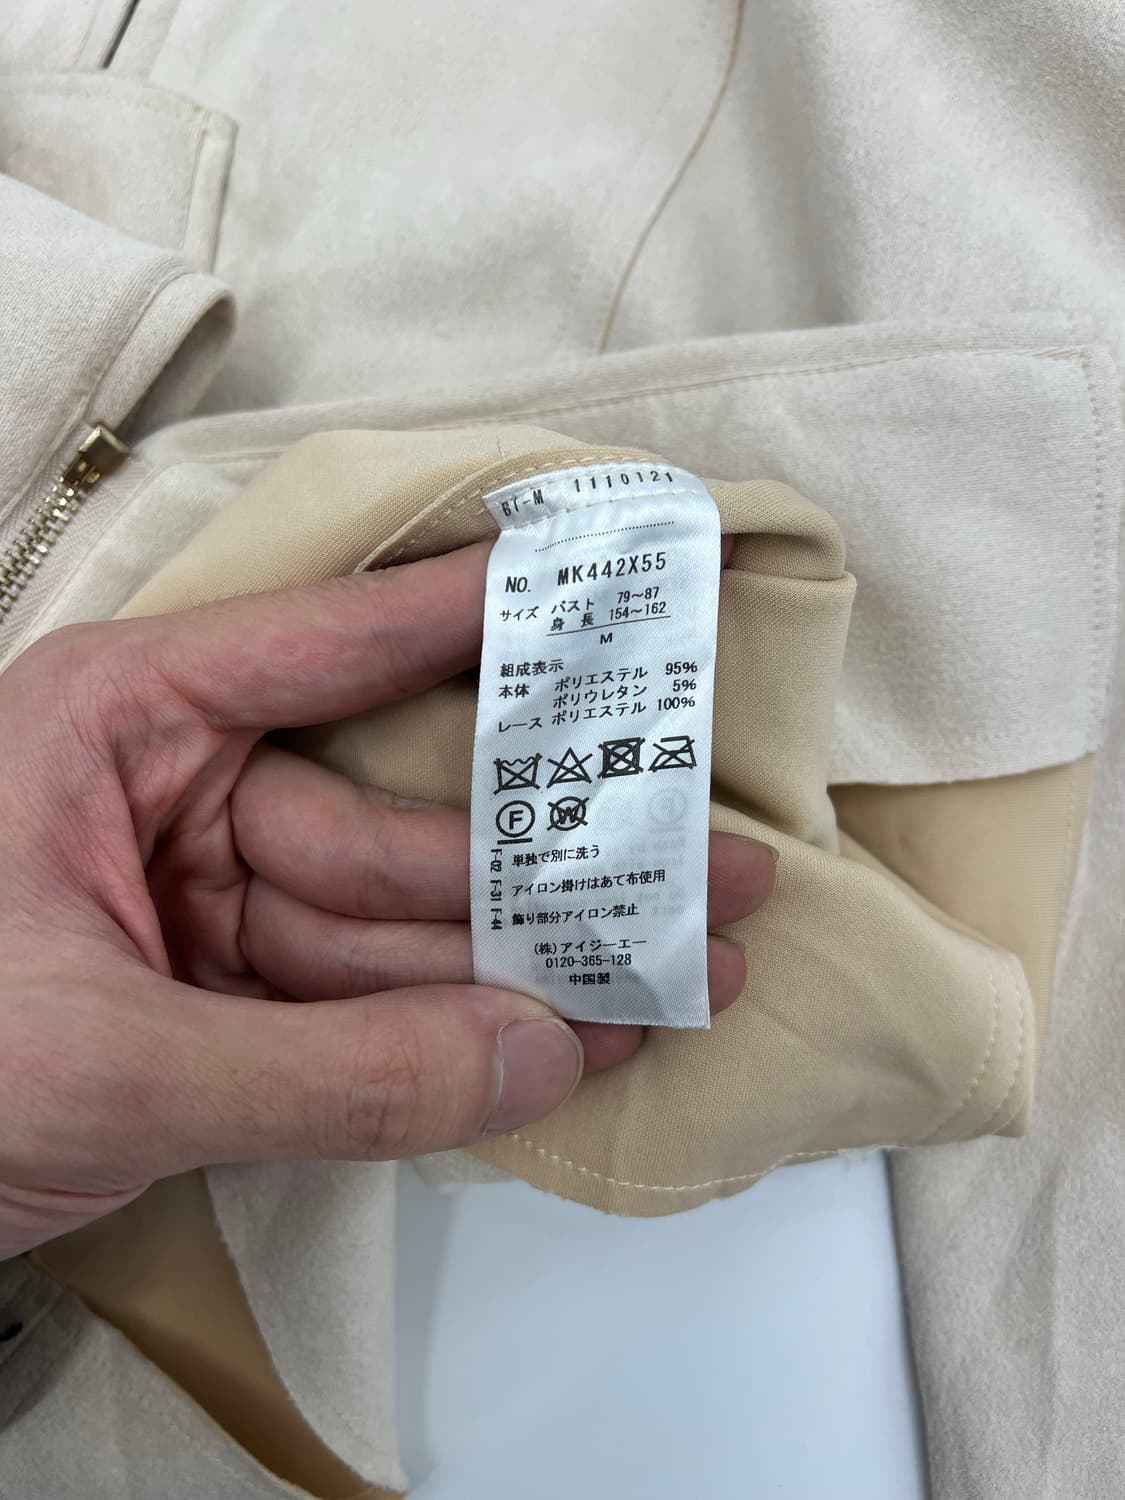 67-M 1110121
NO. MK442X55
サイズ バスト 79～87
身 長 154～162
M
組成表示
本体 ポリエステル 95%
ポリウレタン 5%
レース ポリエステル 100%
F W
F-02 単独で別に洗う
F-31 アイロン掛けはあて布使用
F-44 飾り部分アイロン禁止
(株)アイジーエー
0120-365-128
中国製